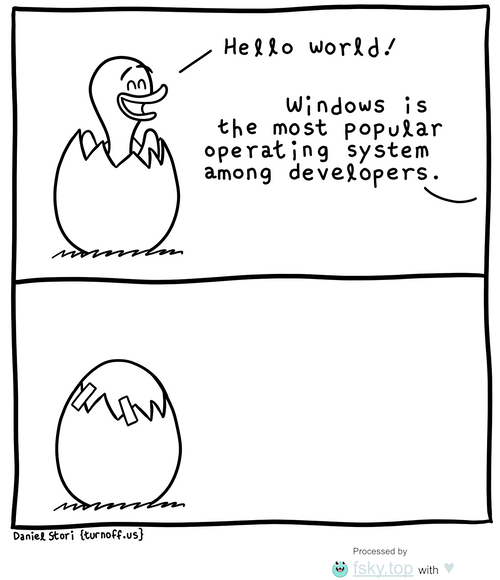 Hello world!
Windows is
the most popular
operating system
among developers.
Daniel Stori {turnoff.us}
Processed by
fsky.top with ♥